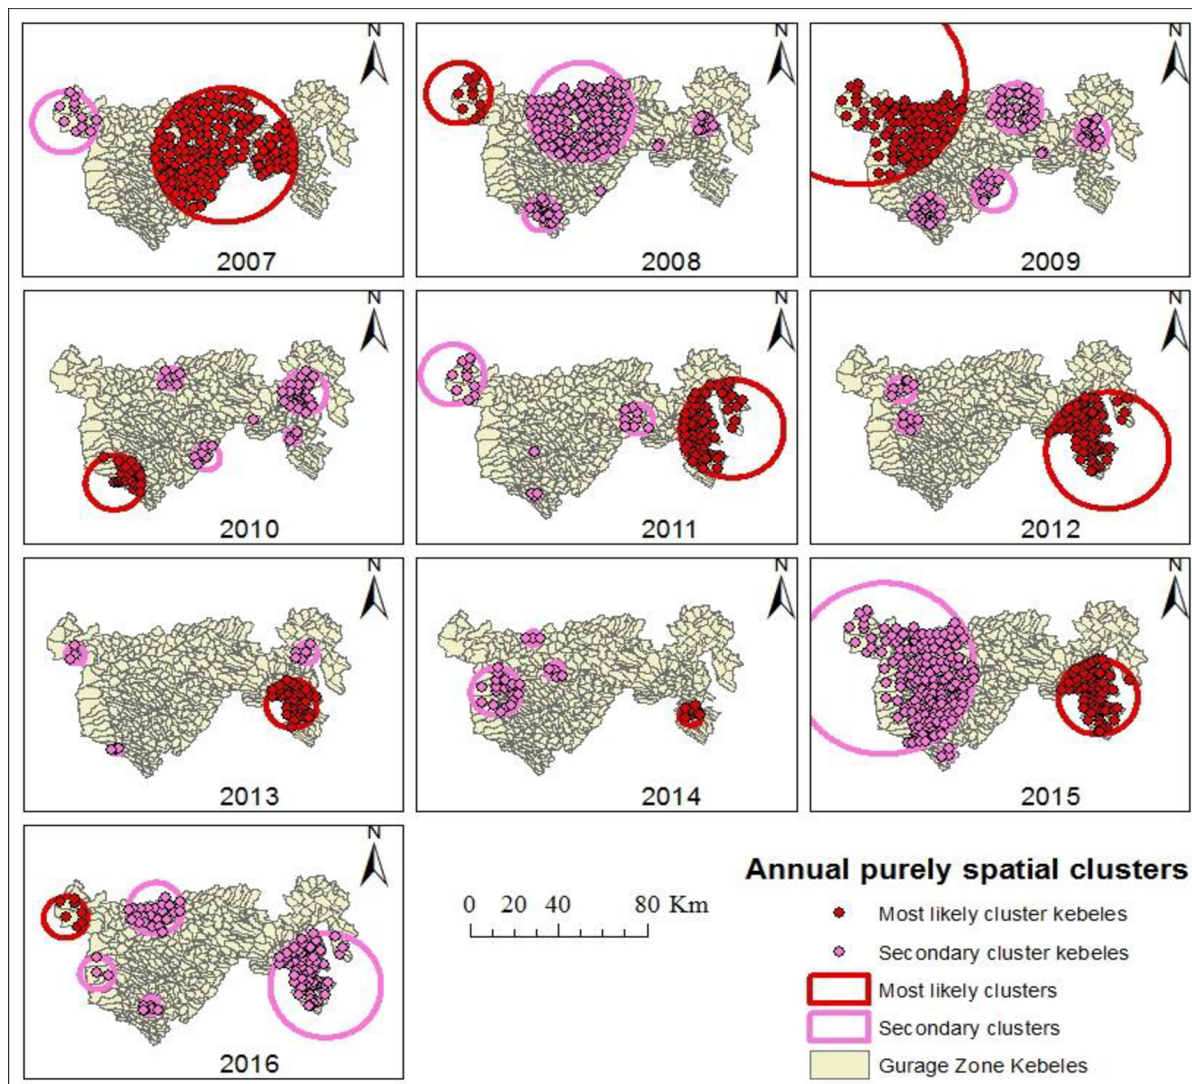 N
N
N
2007
2008
2009
N
N
N
2010
2011
2012
N
N
N
2013
2014
2015
N
2016
0 20 40 80 Km
Annual purely spatial clusters
Most likely cluster kebeles
Secondary cluster kebeles
Most likely clusters
Secondary clusters
Gurage Zone Kebeles